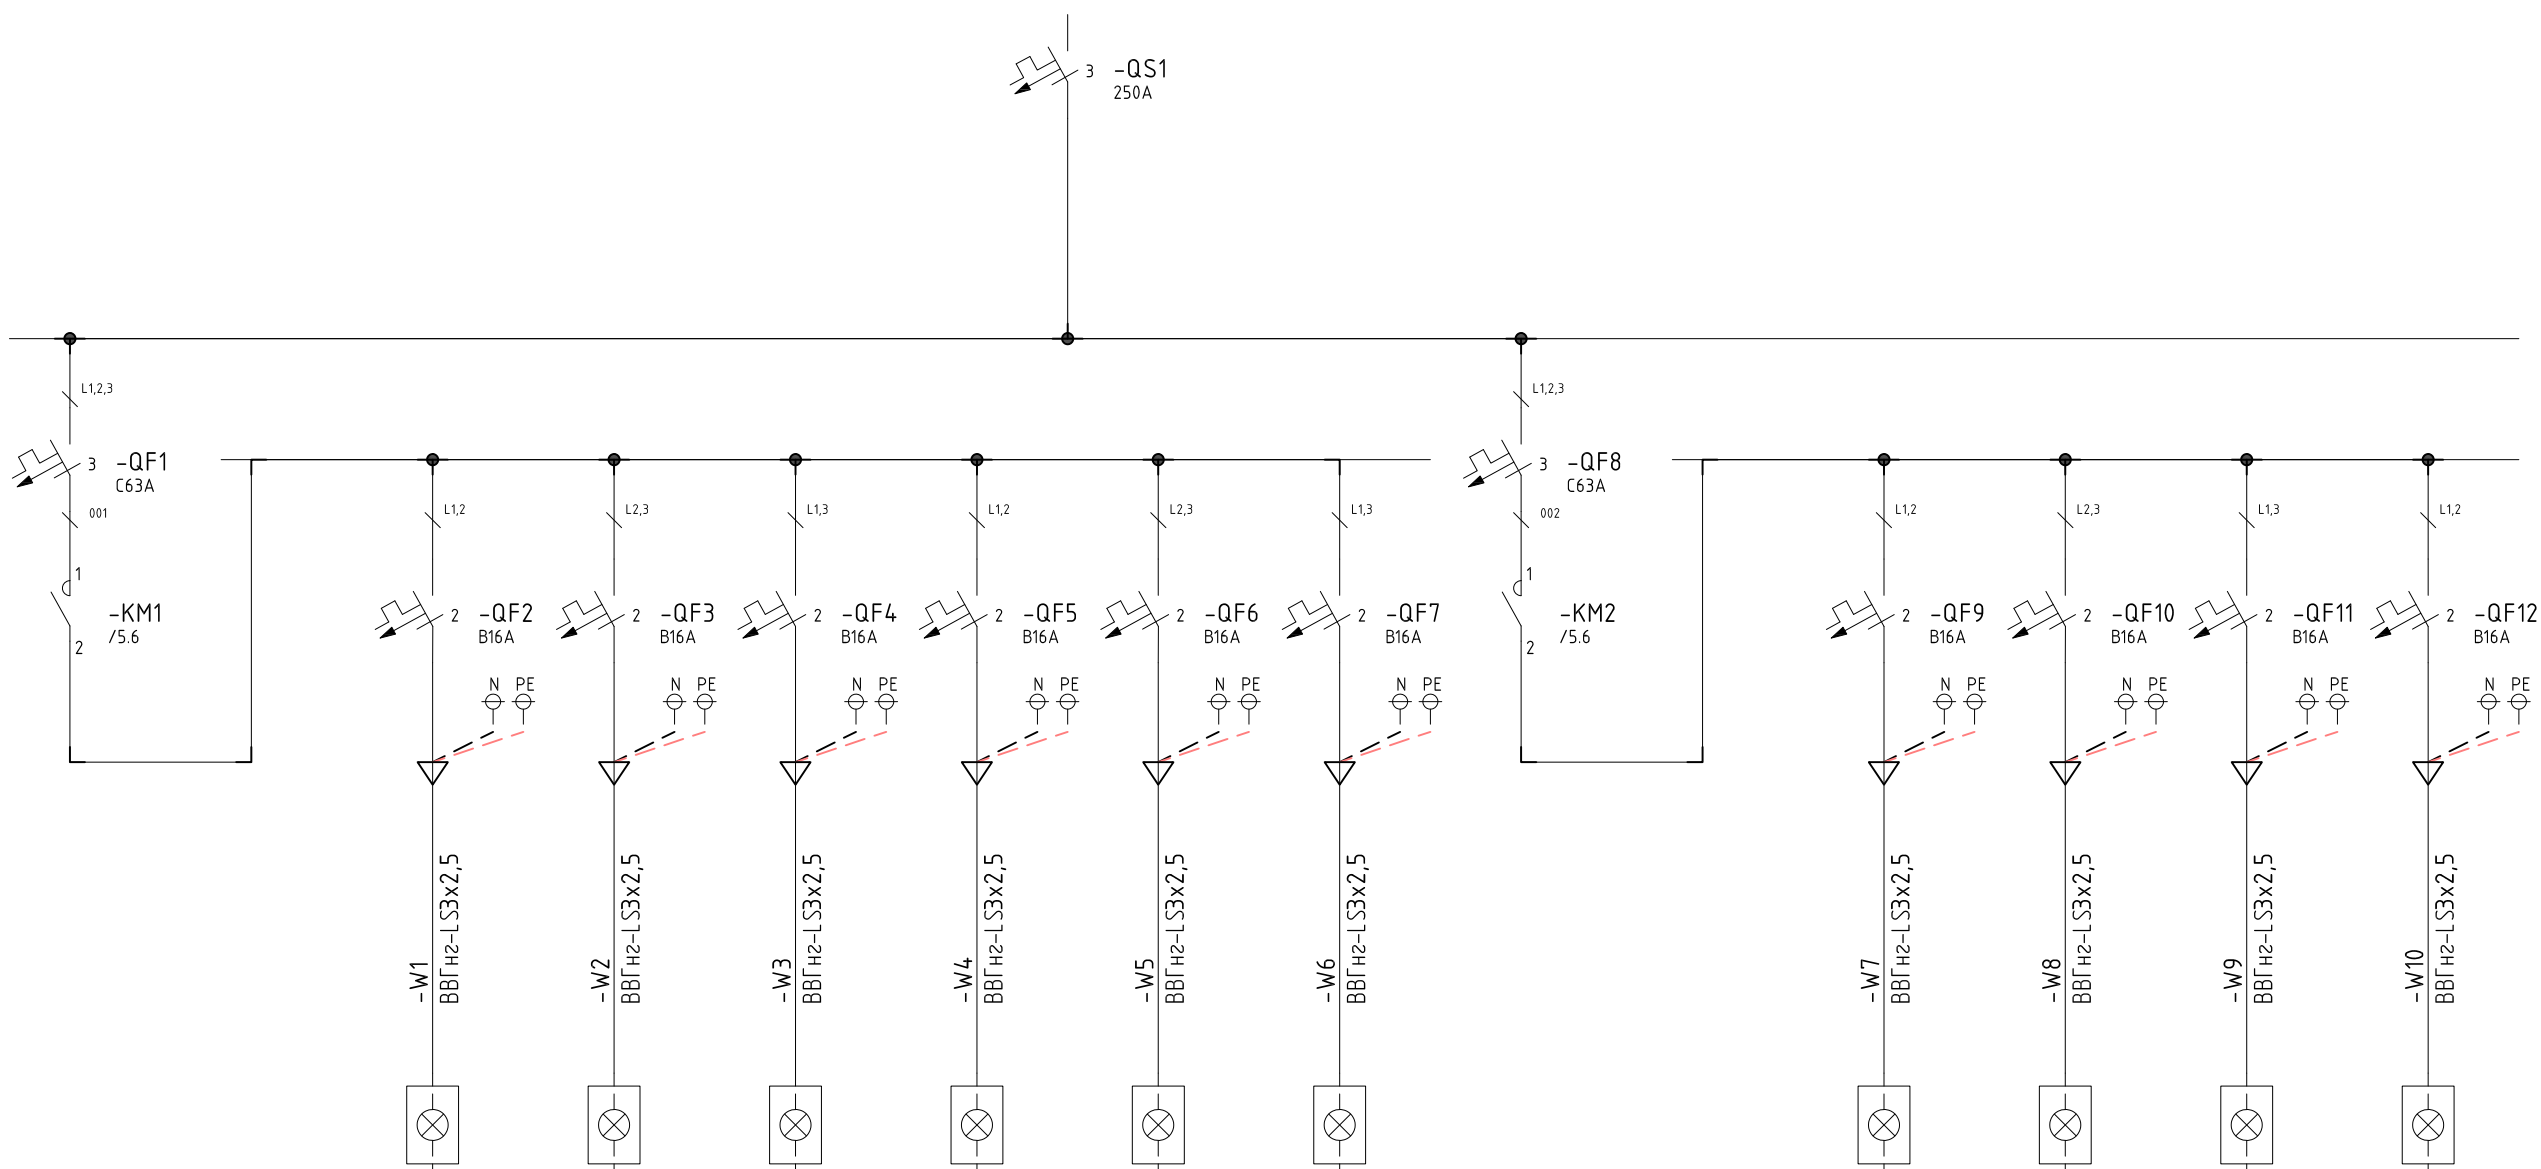 3 -QS1
250A
L1,2,3
L1,2,3
3 -QF1
C63A
3 -QF8
C63A
001
L1,2
L2,3
L1,3
L1,2
L2,3
L1,3
002
L1,2
L2,3
L1,3
L1,2
1
-KM1
/5.6
2
2 -QF2
B16A
2 -QF3
B16A
2 -QF4
B16A
2 -QF5
B16A
2 -QF6
B16A
2 -QF7
B16A
1
-KM2
/5.6
2
2 -QF9
B16A
2 -QF10
B16A
2 -QF11
B16A
2 -QF12
B16A
N PE
N PE
N PE
N PE
N PE
N PE
N PE
N PE
N PE
N PE
-W1
ВВГнг-LS3x2,5
-W2
ВВГнг-LS3x2,5
-W3
ВВГнг-LS3x2,5
-W4
ВВГнг-LS3x2,5
-W5
ВВГнг-LS3x2,5
-W6
ВВГнг-LS3x2,5
-W7
ВВГнг-LS3x2,5
-W8
ВВГнг-LS3x2,5
-W9
ВВГнг-LS3x2,5
-W10
ВВГнг-LS3x2,5